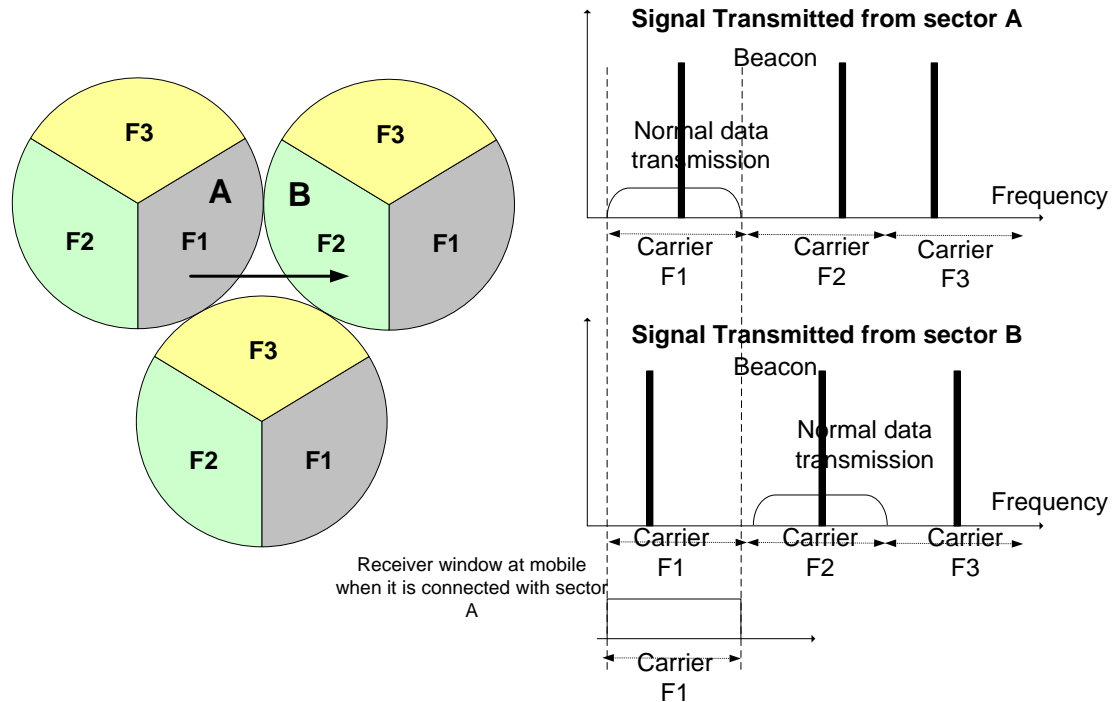 F3
A
F2
F1
F3
B
F2
F1
F3
F2
F1
Signal Transmitted from sector A
Beacon
Normal data
transmission
Frequency
Carrier
F1
Carrier
F2
Carrier
F3
Signal Transmitted from sector B
Beacon
Normal data
transmission
Frequency
Carrier
F1
Carrier
F2
Carrier
F3
Receiver window at mobile
when it is connected with sector
A
Carrier
F1